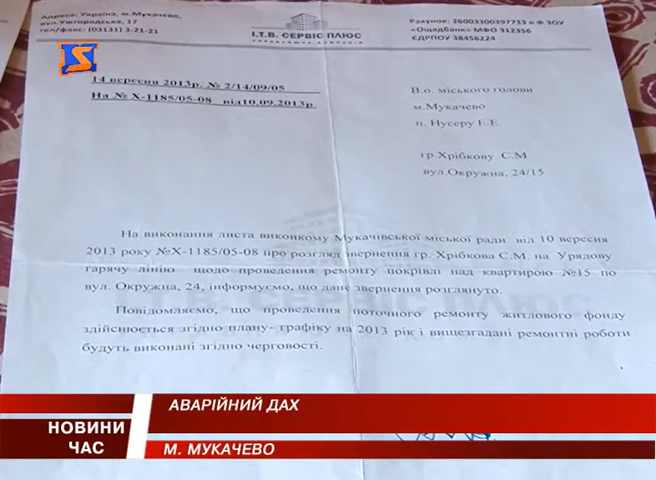 Адреса: Україна, м.Мукачево,
вул.Ужгородська, 17
тел/факс: (03131) 3-21-21
І.Т.В. СЕРВІС ПЛЮС
УПРАВЛЯЮЧА КОМПАНІЯ
Рахунок: 26003300397733 в Ф ЗОУ
«Ощадбанк» МФО 312356
ЄДРПОУ 38456224
14 вересня 2013р. № 2/14/09/05
На № Х-1185/05-08 від10.09.2013р.
В.о. міського голови
м.Мукачево
п. Нусеру Е.Е.
гр.Хрібкову С.М
вул.Окружна, 24/15
На виконання листа виконкому Мукачівської міської ради від 10 вересня
2013 року №Х-1185/05-08 про розгляд звернення гр. Хрібкова С.М. на Урядову
гарячу лінію щодо проведення ремонту покрівлі над квартирою №15 по
вул. Окружна, 24, інформуємо, що дане звернення розглянуто.
Повідомляємо, що проведення поточного ремонту житлового фонду
здійснюється згідно плану-графіку на 2013 рік і вищезгадані ремонтні роботи
будуть виконані згідно черговості.
І.Т.В. СЕРВІС ПЛЮС
АВАРІЙНИЙ ДАХ
НОВИНИ
ЧАС
М. МУКАЧЕВО